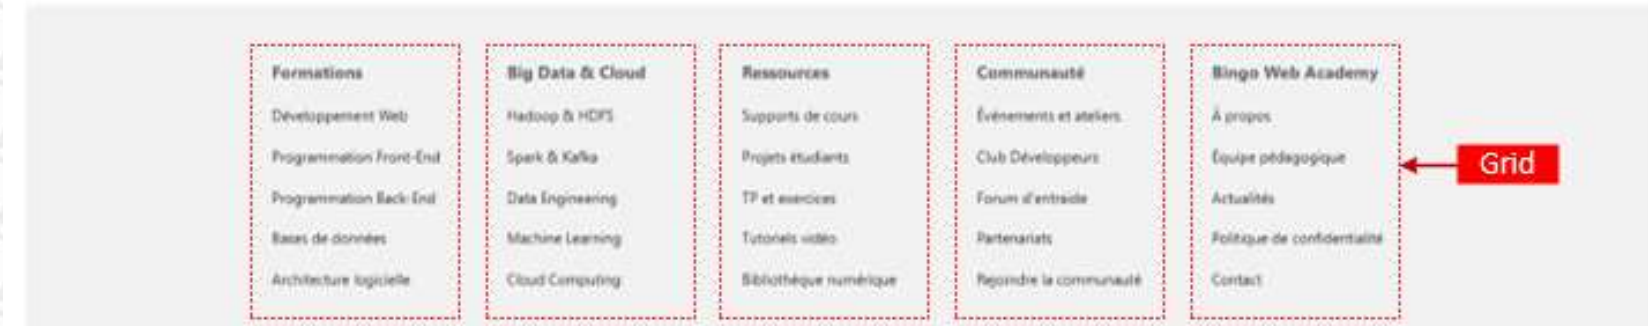 Formations
Développement Web
Programmation Front-End
Programmation Back-End
Bases de données
Architecture logicielle
Big Data & Cloud
Hadoop & HDFS
Spark & Kafka
Data Engineering
Machine Learning
Cloud Computing
Ressources
Supports de cours
Projets étudiants
TP et exercices
Tutoriels vidéo
Bibliothèque numérique
Communauté
Événements et ateliers
Club Développeurs
Forum d'entraide
Partenariats
Rejoindre la communauté
Bingo Web Academy
À propos
Équipe pédagogique
Actualités
Politique de confidentialité
Contact
Grid